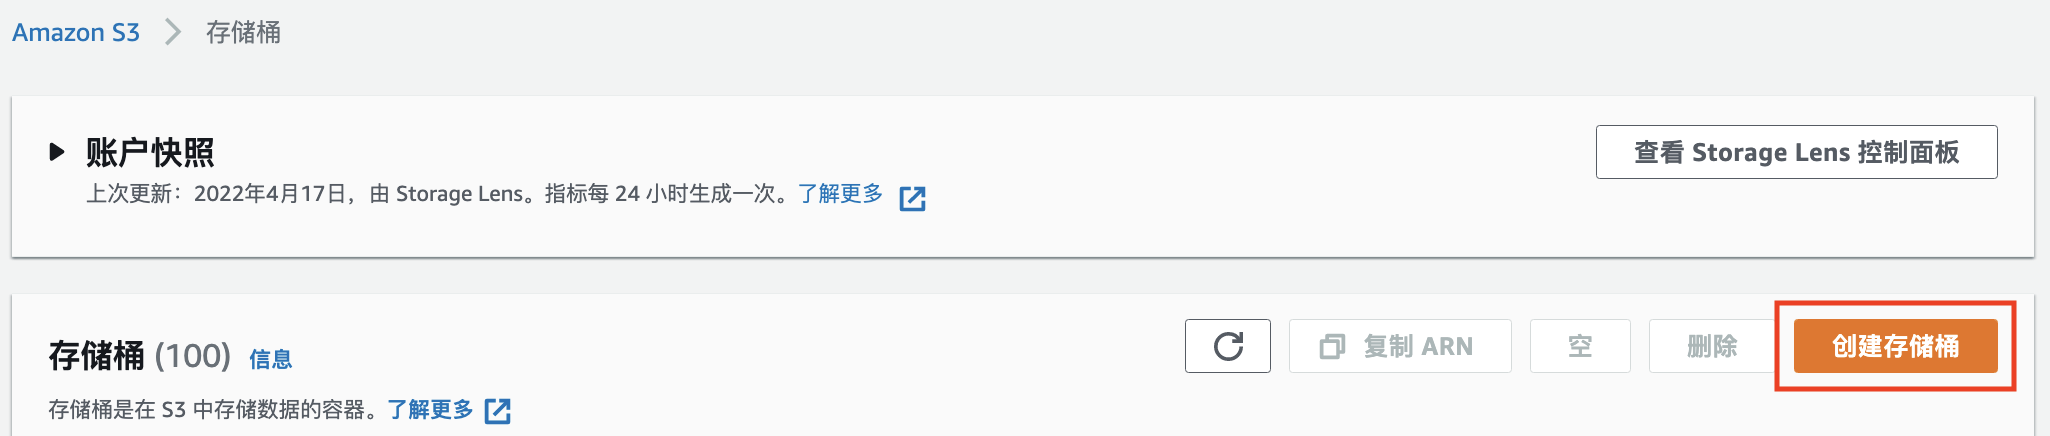 Amazon S3 > 存储桶
账户快照
查看 Storage Lens 控制面板
上次更新：2022年4月17日，由 Storage Lens。指标每 24 小时生成一次。了解更多
存储桶 (100) 信息
复制 ARN 空 删除 创建存储桶
存储桶是在 S3 中存储数据的容器。了解更多